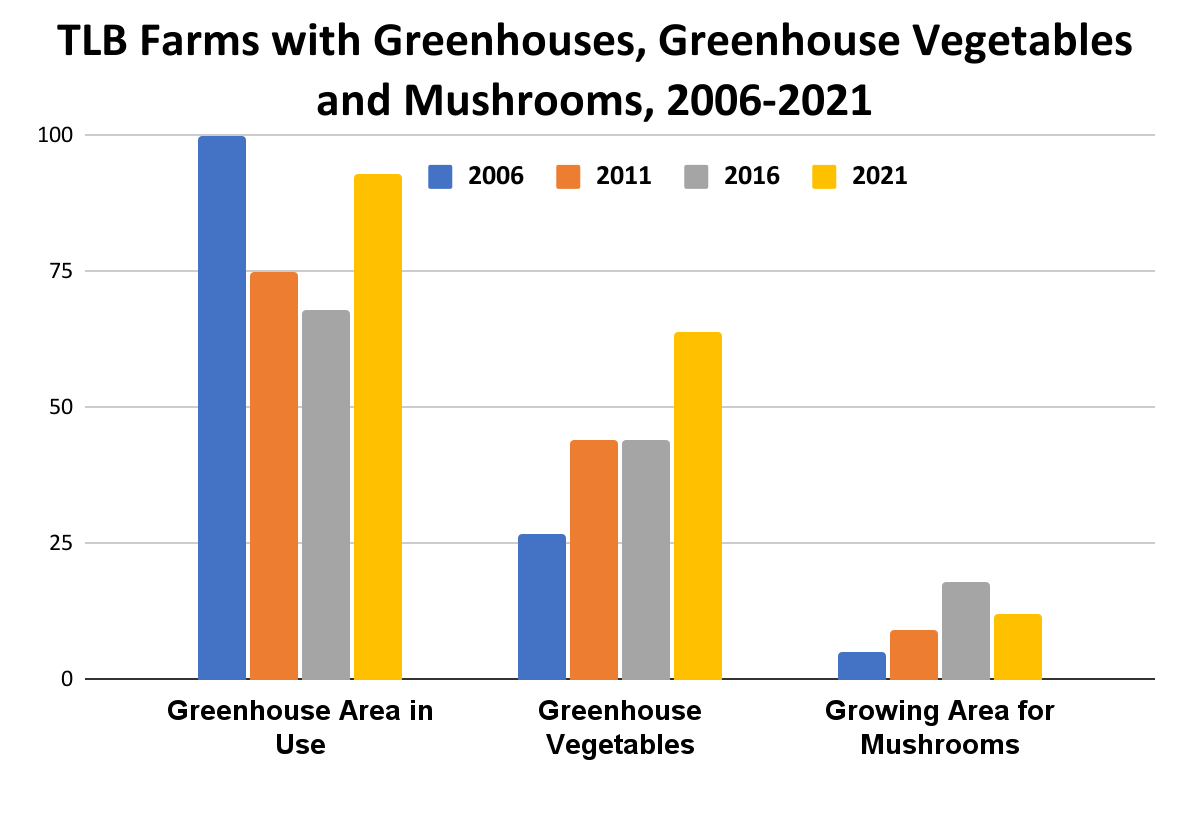 TLB Farms with Greenhouses, Greenhouse Vegetables
and Mushrooms, 2006-2021
100
2006 2011 2016 2021
75
50
25
0
Greenhouse Area in
Use
Greenhouse
Vegetables
Growing Area for
Mushrooms